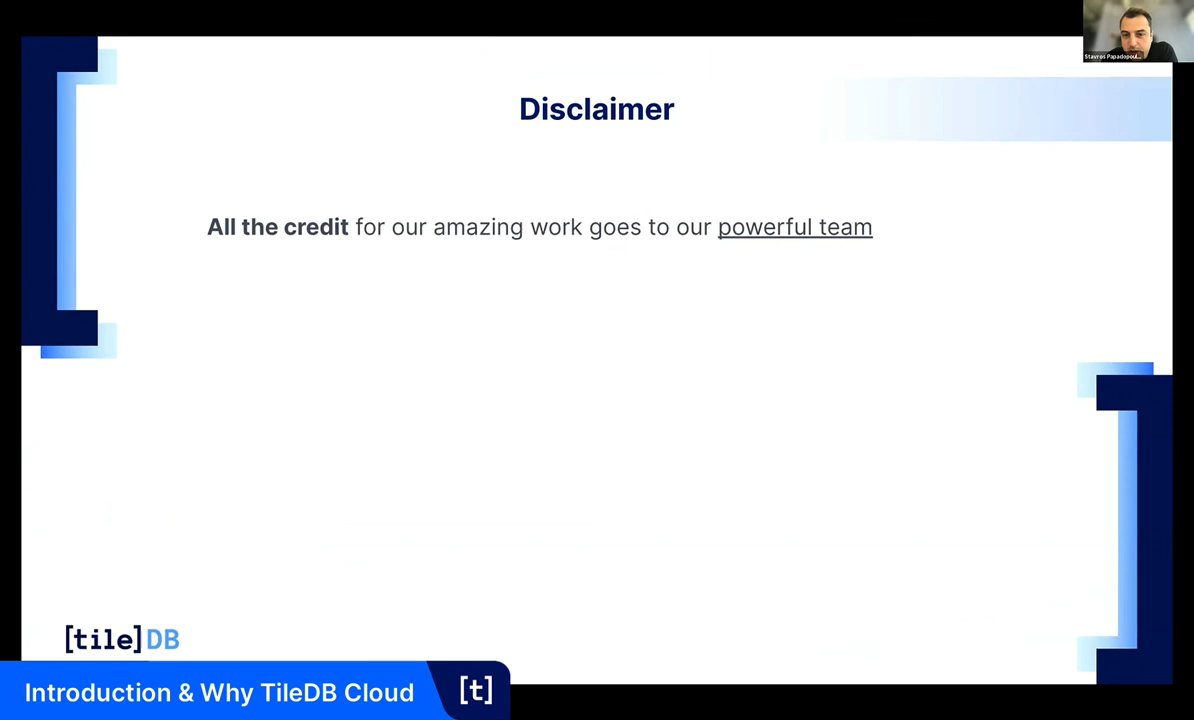 Stavros Papadopoul...
Disclaimer
All the credit for our amazing work goes to our powerful team
[tile]DB
Introduction & Why TileDB Cloud [t]